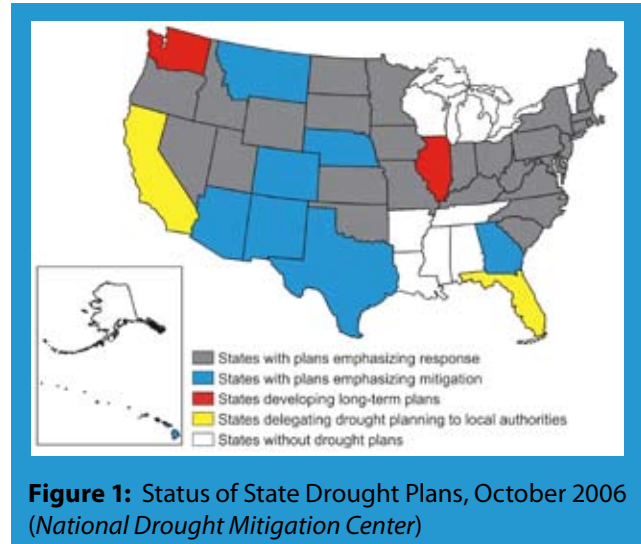 States with plans emphasizing response
States with plans emphasizing mitigation
States developing long-term plans
States delegating drought planning to local authorities
States without drought plans
Figure 1: Status of State Drought Plans, October 2006
(National Drought Mitigation Center)